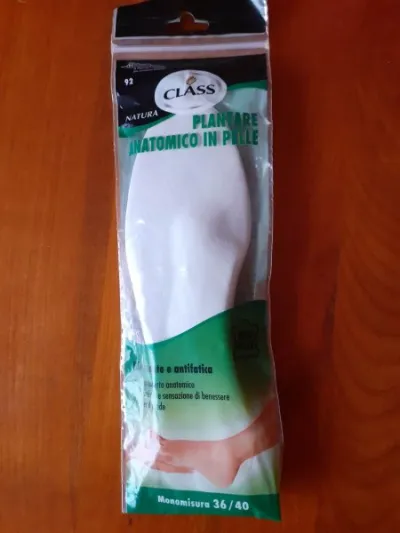 92
CLASS
NATURA
PLANTARE
ANATOMICO IN PELLE
e antifatica
anatomico
sensazione di benessere
Monomisura 36/40